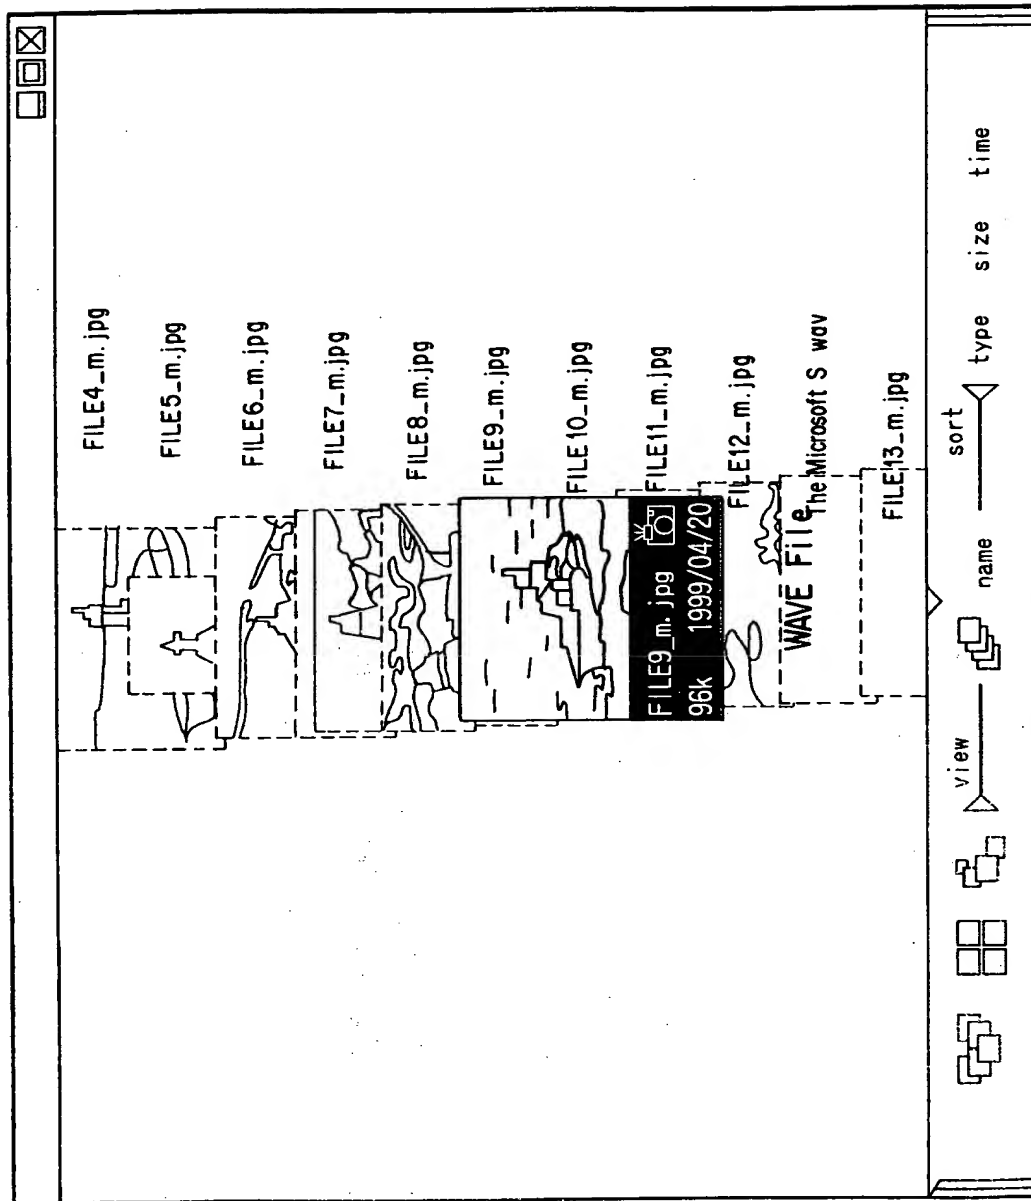 FILE4_m.jpg
FILE5_m.jpg
FILE6_m.jpg
FILE7_m.jpg
FILE8_m.jpg
FILE9_m.jpg
FILE10_m.jpg
FILE11_m.jpg
FILE12_m.jpg
The Microsoft S wav
FILE13_m.jpg
FILE9_m.jpg
96k 1999/04/20
WAVE File
view
sort
name type size time